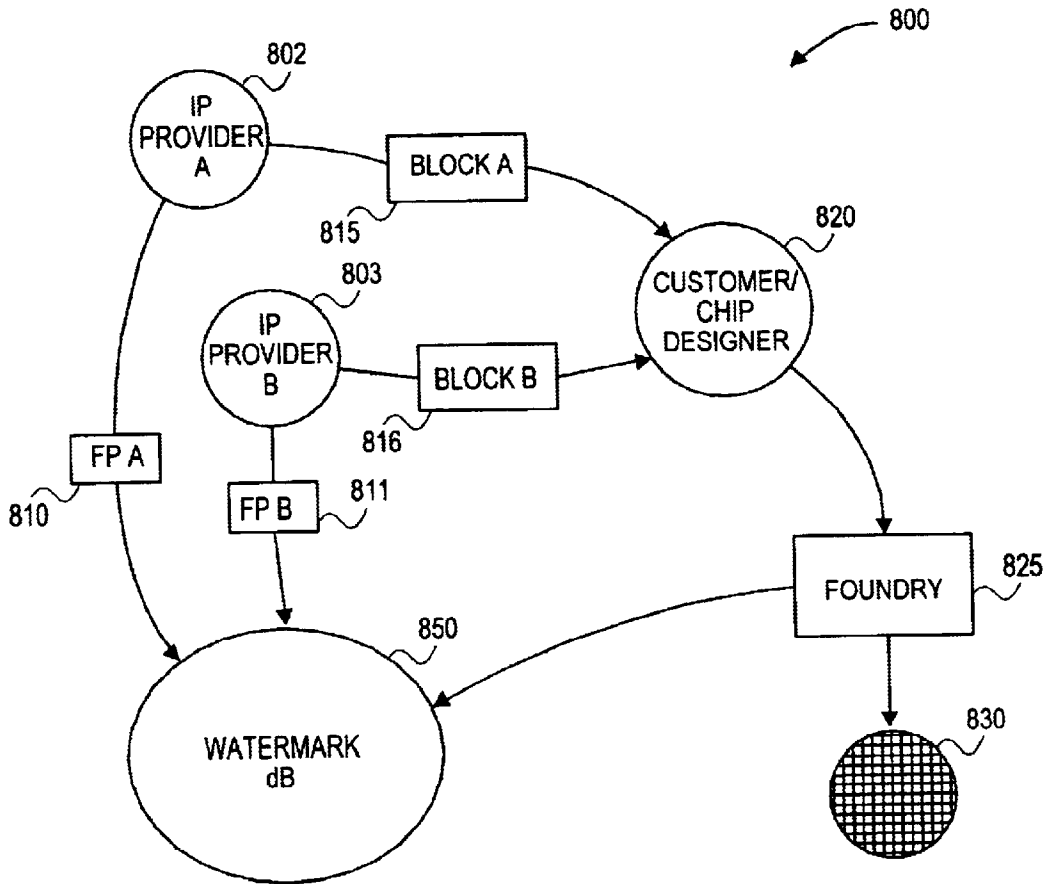 800
802
IP
PROVIDER
A
BLOCK A
815
820
CUSTOMER/
CHIP
DESIGNER
803
IP
PROVIDER
B
BLOCK B
816
FP A
810
FP B
811
FOUNDRY
825
850
WATERMARK
dB
830